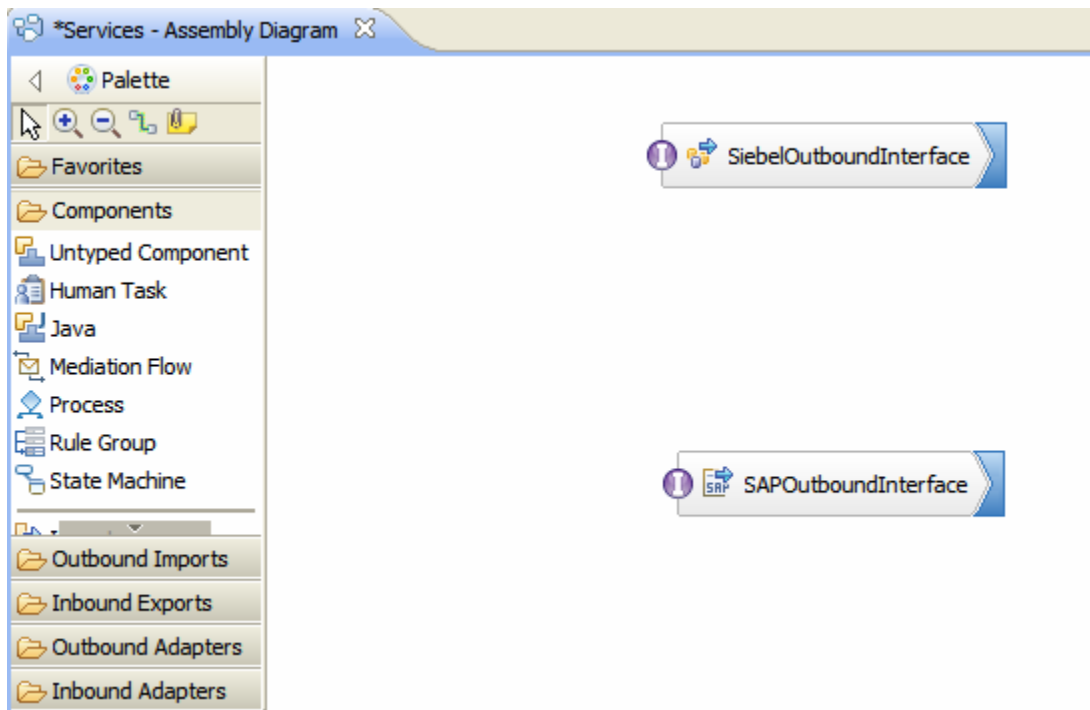 *Services - Assembly Diagram
Palette
Favorites
Components
Untyped Component
Human Task
Java
Mediation Flow
Process
Rule Group
State Machine
Outbound Imports
Inbound Exports
Outbound Adapters
Inbound Adapters
I SiebelOutboundInterface
I SAP SAPOutboundInterface